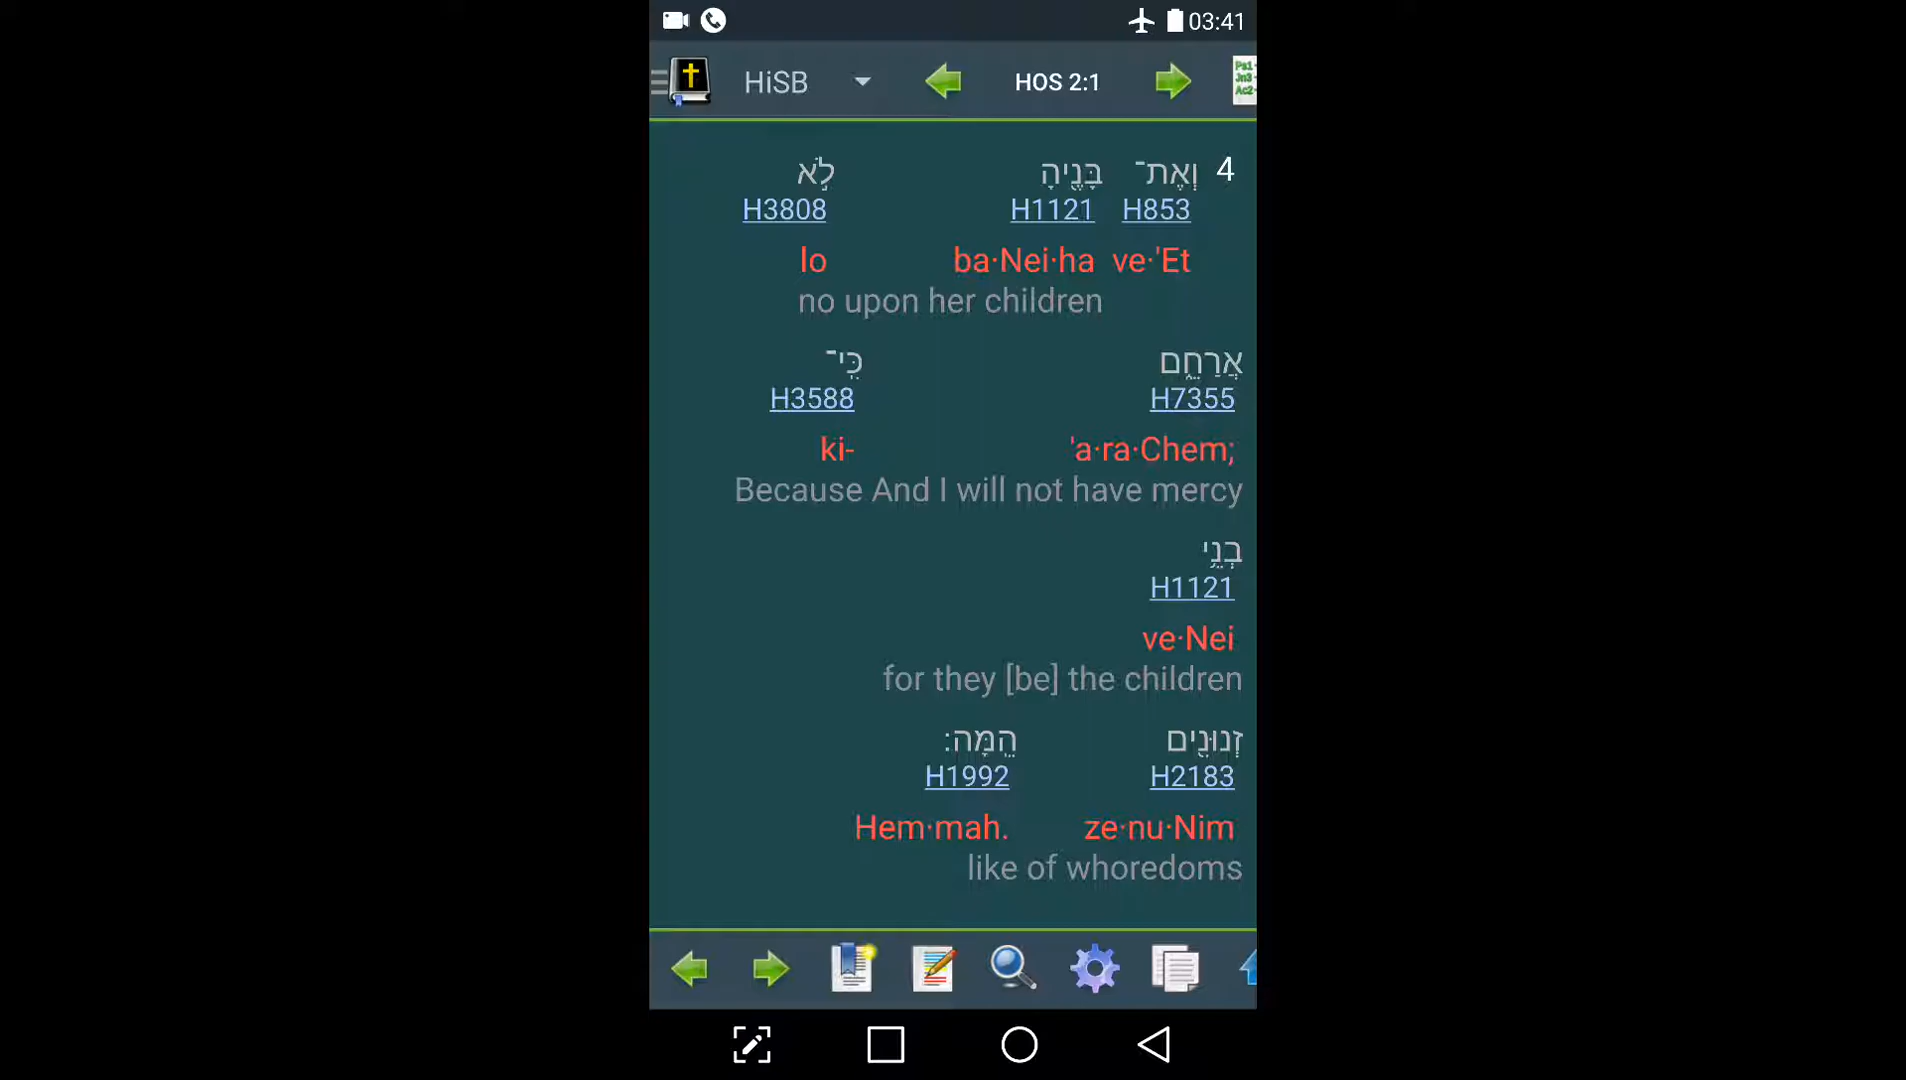 03:41
HiSB HOS 2:1
Ps1-
Jn3-
Ac2-
4 וְאֶת־ בָּנֶ֖יהָ לֹ֣א
H853 H1121 H3808
ve·'Et ba·Nei·ha lo
no upon her children
אֲרַחֵ֑ם כִּֽי־
H7355 H3588
'a·ra·Chem; ki-
Because And I will not have mercy
בְנֵ֥י
H1121
ve·Nei
for they [be] the children
זְנוּנִ֖ים הֵֽמָּה׃
H2183 H1992
ze·nu·Nim Hem·mah.
like of whoredoms